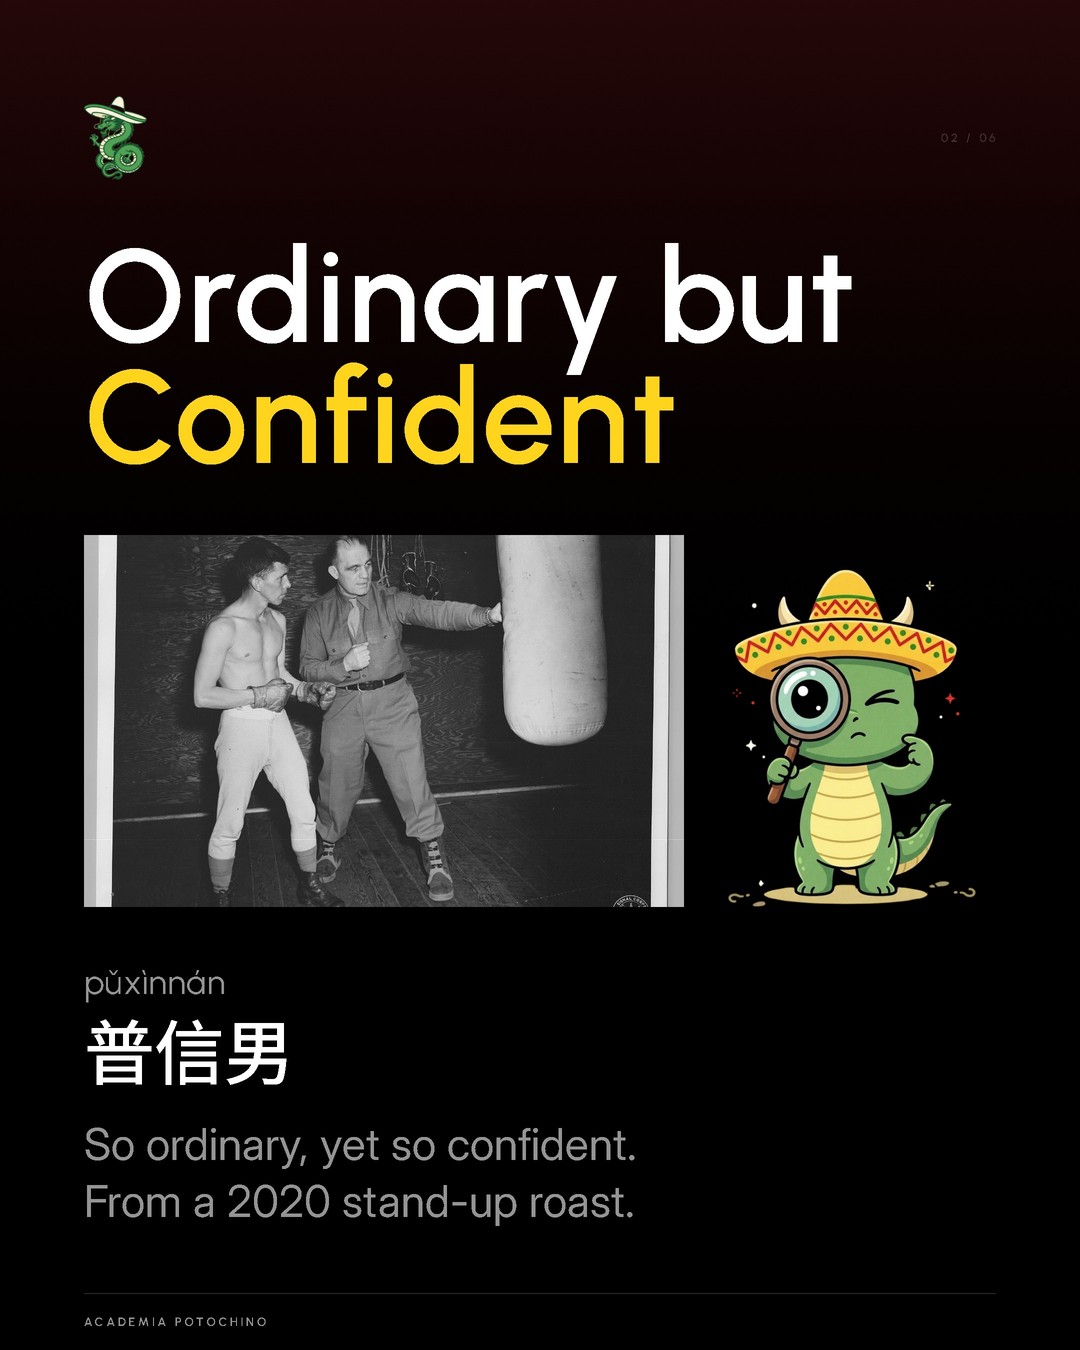 02 / 06
Ordinary but
Confident
pǔxìnnán
普信男
So ordinary, yet so confident.
From a 2020 stand-up roast.
ACADEMIA POTOCHINO